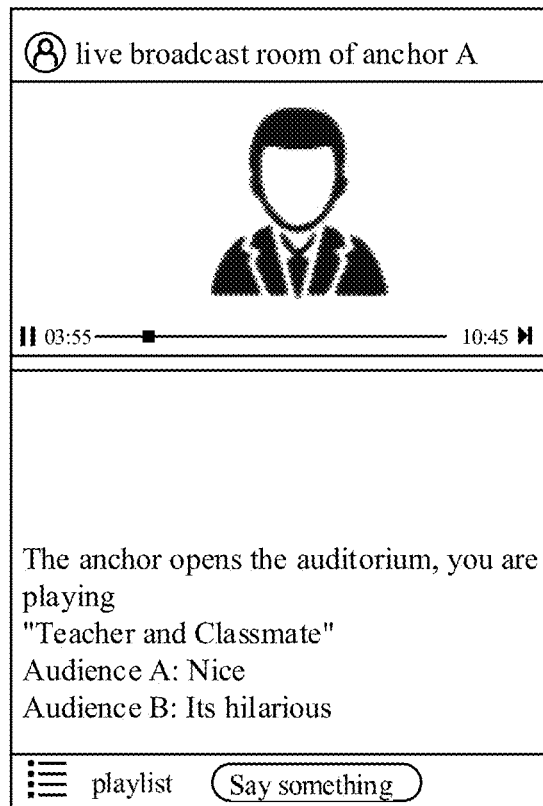 live broadcast room of anchor A
03:55 10:45
The anchor opens the auditorium, you are
playing
"Teacher and Classmate"
Audience A: Nice
Audience B: Its hilarious
playlist Say something